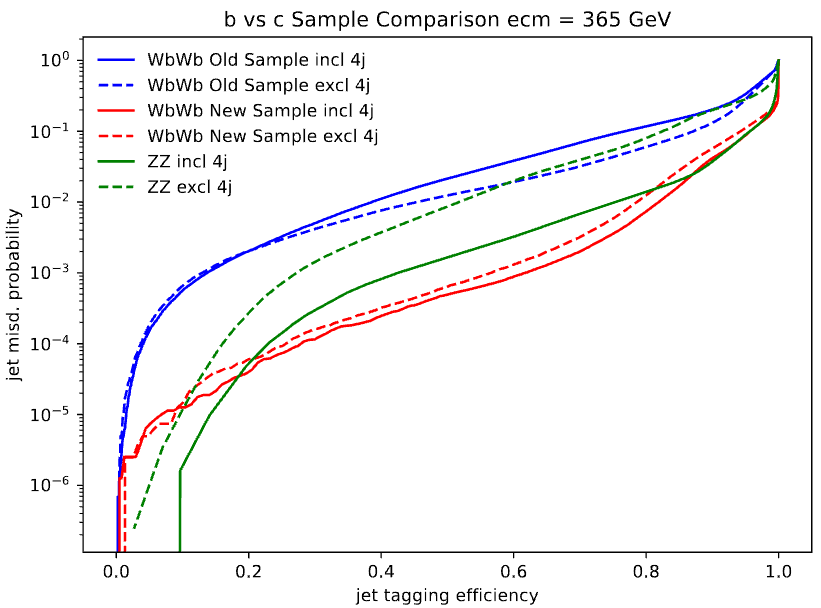 b vs c Sample Comparison ecm = 365 GeV
WbWb Old Sample incl 4j
WbWb Old Sample excl 4j
WbWb New Sample incl 4j
WbWb New Sample excl 4j
ZZ incl 4j
ZZ excl 4j
jet misd. probability
10⁰
10⁻¹
10⁻²
10⁻³
10⁻⁴
10⁻⁵
10⁻⁶
0.0 0.2 0.4 0.6 0.8 1.0
jet tagging efficiency